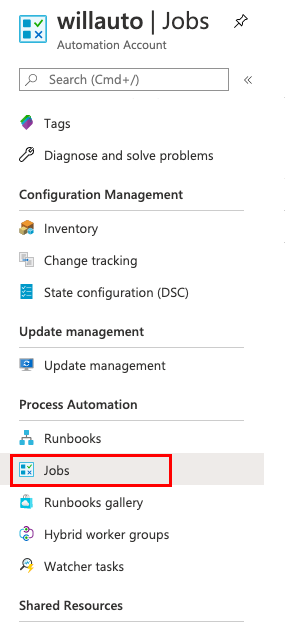 willauto | Jobs
Automation Account
Search (Cmd+/)
Tags
Diagnose and solve problems
Configuration Management
Inventory
Change tracking
State configuration (DSC)
Update management
Update management
Process Automation
Runbooks
Jobs
Runbooks gallery
Hybrid worker groups
Watcher tasks
Shared Resources